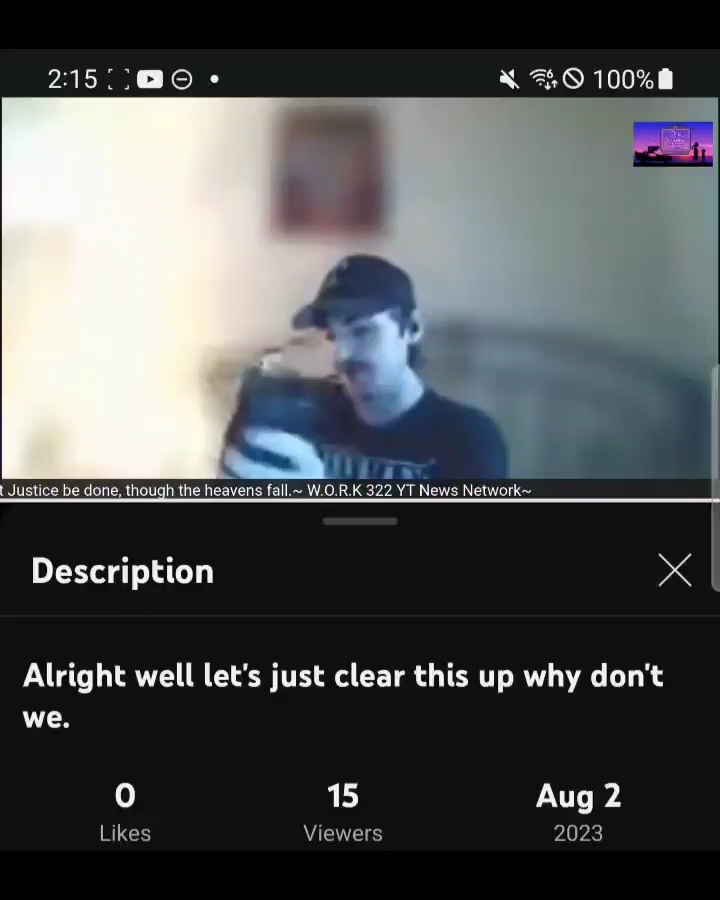 2:15
100%
t Justice be done, though the heavens fall.~ W.O.R.K 322 YT News Network~
Description
Alright well let's just clear this up why don't
we.
0
15
Aug 2
Likes
Viewers
2023